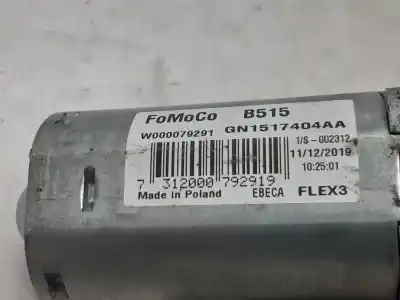 FoMoCo B515
W000079291 GN1517404AA
1/S-002312
11/12/2019
10:25:01
7 312000 792919
Made in Poland EBECA FLEX3